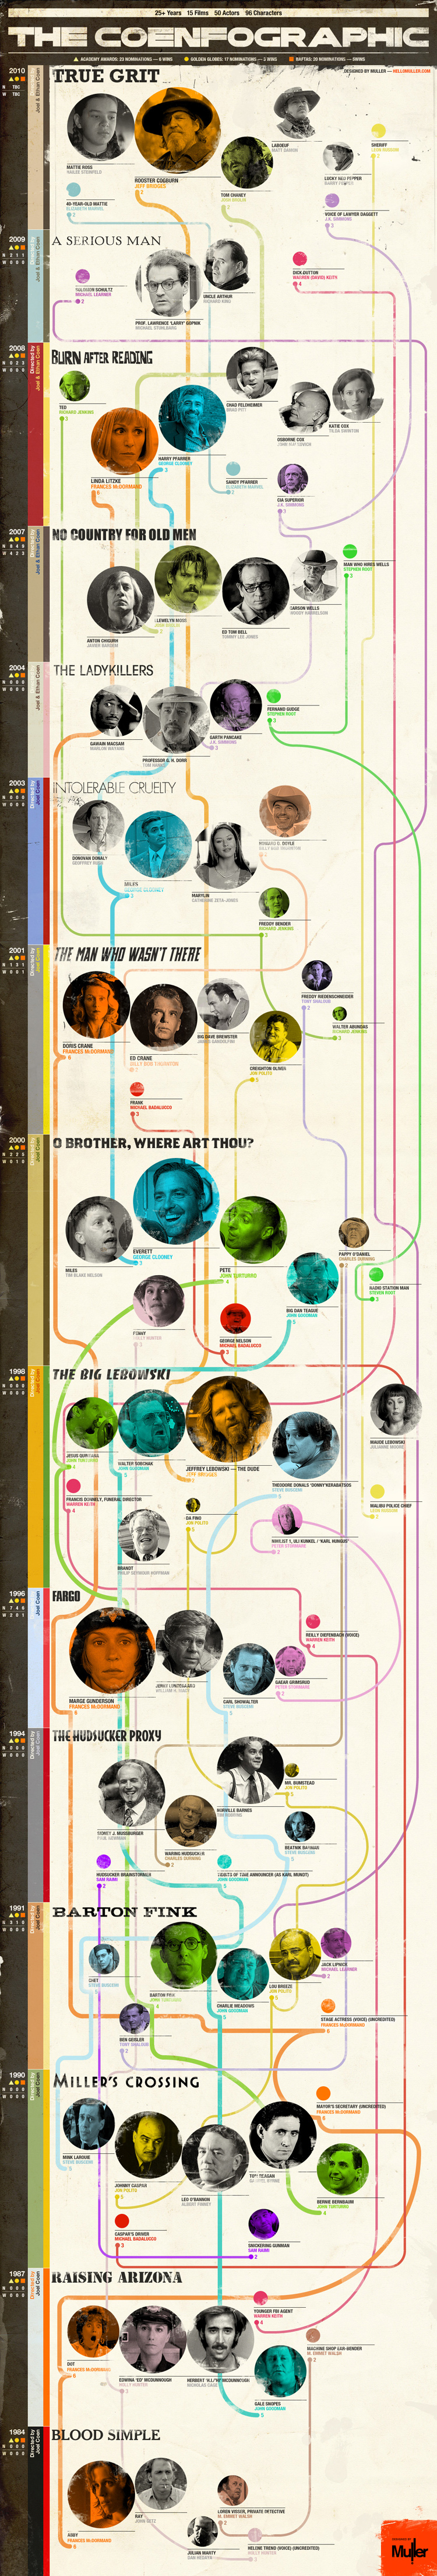 25+ Years 15 Films 50 Actors 96 Characters
THE COENFOGRAPHIC
ACADEMY AWARDS: 23 NOMINATIONS — 6 WINS
GOLDEN GLOBES: 17 NOMINATIONS — 3 WINS
DESIGNED BY MULLER — HELLOMULLER.COM
2010
N TBC
W TBC
Joel & Ethan Coen
TRUE GRIT
MATTIE ROSS
HAILEE STEINFELD
ROOSTER COGBURN
JEFF BRIDGES
TOM CHANEY
JOSH BROLIN
LABOEUF
MATT DAMON
LUCKY NED PEPPER
BARRY PEPPER
SHERIFF
LEON RUSSOM
40-YEAR-OLD MATTIE
ELIZABETH MARVEL
VOICE OF LAWYER DAGGETT
J.K. SIMMONS
2009
Joel & Ethan Coen
A SERIOUS MAN
MICHAEL LERNER
PROF. LAWRENCE 'LARRY' GOPNIK
MICHAEL STUHLBARG
UNCLE ARTHUR
RICHARD KIND
DICK DUTTON
WARREN (DAVID) KEITH
2008
Directed by
Joel & Ethan Coen
BURN AFTER READING
TED
RICHARD JENKINS
LINDA LITZKE
FRANCES McDORMAND
HARRY PFARRER
GEORGE CLOONEY
CHAD FELDHEIMER
BRAD PITT
OSBORNE COX
JOHN MALKOVICH
KATIE COX
TILDA SWINTON
SANDY PFARRER
ELIZABETH MARVEL
CIA SUPERIOR
J.K. SIMMONS
2007
Joel & Ethan Coen
NO COUNTRY FOR OLD MEN
ANTON CHIGURH
JAVIER BARDEM
LLEWELYN MOSS
JOSH BROLIN
ED TOM BELL
TOMMY LEE JONES
CARSON WELLS
WOODY HARRELSON
MAN WHO HIRES WELLS
STEPHEN ROOT
2004
Joel & Ethan Coen
THE LADYKILLERS
GAWAIN MACSAM
MARLON WAYANS
PROFESSOR G. H. DORR
TOM HANKS
GARTH PANCAKE
J.K. SIMMONS
FERNAND GUDGE
STEPHEN ROOT
2003
Directed by
Joel Coen
INTOLERABLE CRUELTY
DONOVAN DONALY
GEOFFREY RUSH
MILES
GEORGE CLOONEY
MARYLIN
CATHERINE ZETA-JONES
HOWARD D. DOYLE
BILLY BOB THORNTON
FREDDY BENDER
RICHARD JENKINS
2001
Directed by
Joel Coen
THE MAN WHO WASN'T THERE
DORIS CRANE
FRANCES McDORMAND
ED CRANE
BILLY BOB THORNTON
BIG DAVE BREWSTER
JAMES GANDOLFINI
CREIGHTON TOLLIVER
JON POLITO
FREDDY RIEDENSCHNEIDER
TONY SHALHOUB
WALTER ABUNDAS
RICHARD JENKINS
FRANK
MICHAEL BADALUCCO
2000
Directed by
Joel Coen
O BROTHER, WHERE ART THOU?
EVERETT
GEORGE CLOONEY
PETE
JOHN TURTURRO
TIM BLAKE NELSON
PENNY
HOLLY HUNTER
GEORGE NELSON
MICHAEL BADALUCCO
BIG DAN TEAGUE
JOHN GOODMAN
PAPPY O'DANIEL
CHARLES DURNING
RADIO STATION MAN
STEVEN ROOT
1998
Directed by
Joel Coen
THE BIG LEBOWSKI
JESUS QUINTANA
JOHN TURTURRO
WALTER SOBCHAK
JOHN GOODMAN
JEFFREY LEBOWSKI — THE DUDE
JEFF BRIDGES
THEODORE DONALD 'DONNY' KERABATSOS
STEVE BUSCEMI
MAUDE LEBOWSKI
JULIANNE MOORE
FRANCIS DONNELLY, FUNERAL DIRECTOR
WARREN KEITH
BRANDT
PHILIP SEYMOUR HOFFMAN
DA FINO
JON POLITO
NIHILIST 1, ULI KUNKEL / 'KARL HUNGUS'
PETER STORMARE
MALIBU POLICE CHIEF
LEON RUSSOM
1996
Joel Coen
FARGO
MARGE GUNDERSON
FRANCES McDORMAND
JERRY LUNDEGAARD
WILLIAM H. MACY
CARL SHOWALTER
STEVE BUSCEMI
GAEAR GRIMSRUD
PETER STORMARE
REILLY DIEFENBACH (VOICE)
WARREN KEITH
1994
Directed by
Joel Coen
THE HUDSUCKER PROXY
SIDNEY J. MUSSBURGER
PAUL NEWMAN
WARING HUDSUCKER
CHARLES DURNING
NORVILLE BARNES
TIM ROBBINS
MR. BUMSTEAD
JON POLITO
BEATNIK BARMAN
STEVE BUSCEMI
HUDSUCKER BRAINSTORMER
SAM RAIMI
JOHN GOODMAN
1991
Directed by
Joel Coen
BARTON FINK
CHET
STEVE BUSCEMI
BARTON FINK
JOHN TURTURRO
CHARLIE MEADOWS
JOHN GOODMAN
LOU BREEZE
JON POLITO
JACK LIPNICK
MICHAEL LERNER
BEN GEISLER
TONY SHALHOUB
STAGE ACTRESS (VOICE) (UNCREDITED)
FRANCES McDORMAND
1990
Directed by
Joel Coen
MILLER'S CROSSING
MINK LAROUIE
STEVE BUSCEMI
JOHNNY CASPAR
JON POLITO
LEO O'BANNON
ALBERT FINNEY
TOM REAGAN
GABRIEL BYRNE
BERNIE BERNBAUM
JOHN TURTURRO
MAYOR'S SECRETARY (UNCREDITED)
FRANCES McDORMAND
CASPAR'S DRIVER
MICHAEL BADALUCCO
SNICKERING GUNMAN
SAM RAIMI
1987
Directed by
Joel Coen
RAISING ARIZONA
DOT
FRANCES McDORMAND
EDWINA 'ED' McDUNNOUGH
HOLLY HUNTER
HERBERT 'H.I./'HI' McDUNNOUGH
NICHOLAS CAGE
YOUNGER FBI AGENT
WARREN KEITH
MACHINE SHOP EAR-BENDER
M. EMMET WALSH
GALE SNOPES
JOHN GOODMAN
1984
Directed by
Joel Coen
BLOOD SIMPLE
ABBY
FRANCES McDORMAND
RAY
JOHN GETZ
JULIAN MARTY
DAN HEDAYA
LOREN VISSER, PRIVATE DETECTIVE
M. EMMET WALSH
HELENE TREND (VOICE) (UNCREDITED)
HOLLY HUNTER
Muller